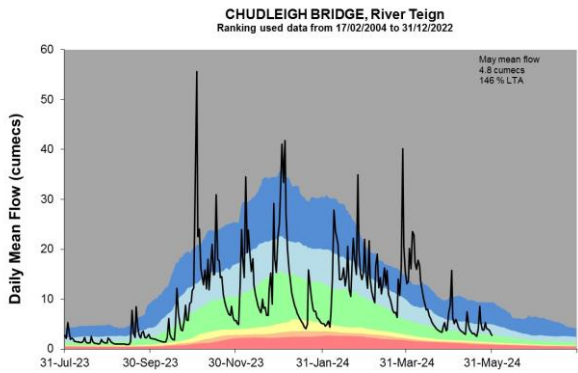 CHUDLEIGH BRIDGE, River Teign
Ranking used data from 17/02/2004 to 31/12/2022
May mean flow
4.8 cumecs
146 % LTA
Daily Mean Flow (cumecs)
60
50
40
30
20
10
0
31-Jul-23 30-Sep-23 30-Nov-23 31-Jan-24 31-Mar-24 31-May-24